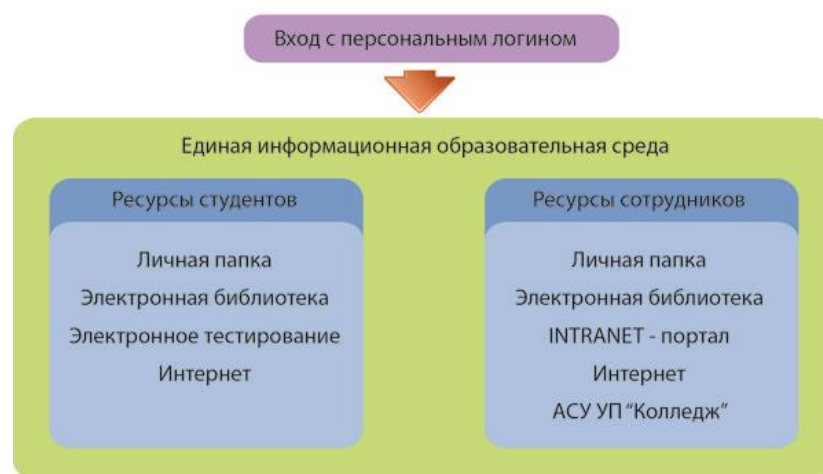 Вход с персональным логином
Единая информационная образовательная среда
Ресурсы студентов
Личная папка
Электронная библиотека
Электронное тестирование
Интернет
Ресурсы сотрудников
Личная папка
Электронная библиотека
INTRANET - портал
Интернет
АСУ УП "Колледж"